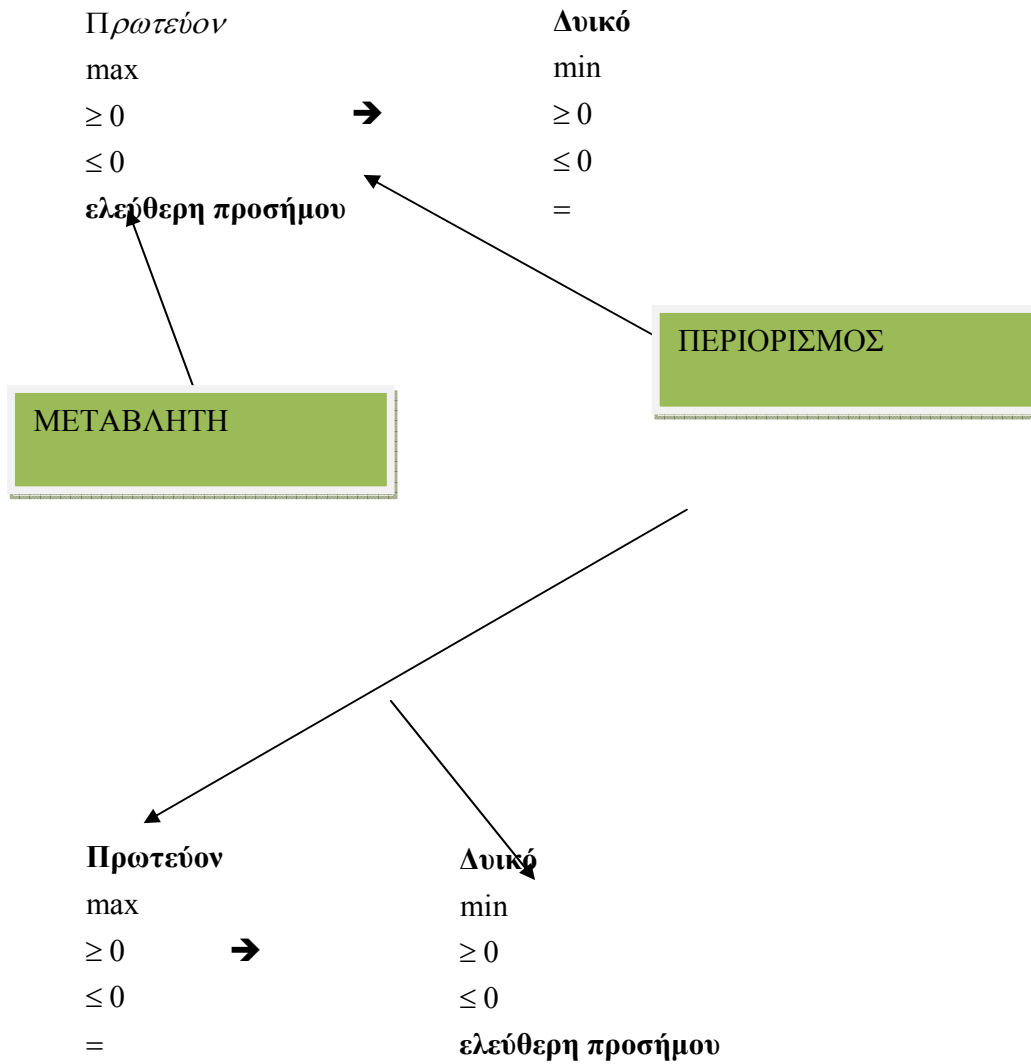 Πρωτεύον Δυικό
max min
≥ 0 ➔ ≥ 0
≤ 0 ≤ 0
ελεύθερη προσήμου =
ΠΕΡΙΟΡΙΣΜΟΣ
ΜΕΤΑΒΛΗΤΗ
Πρωτεύον Δυικό
max min
≥ 0 ➔ ≥ 0
≤ 0 ≤ 0
= ελεύθερη προσήμου